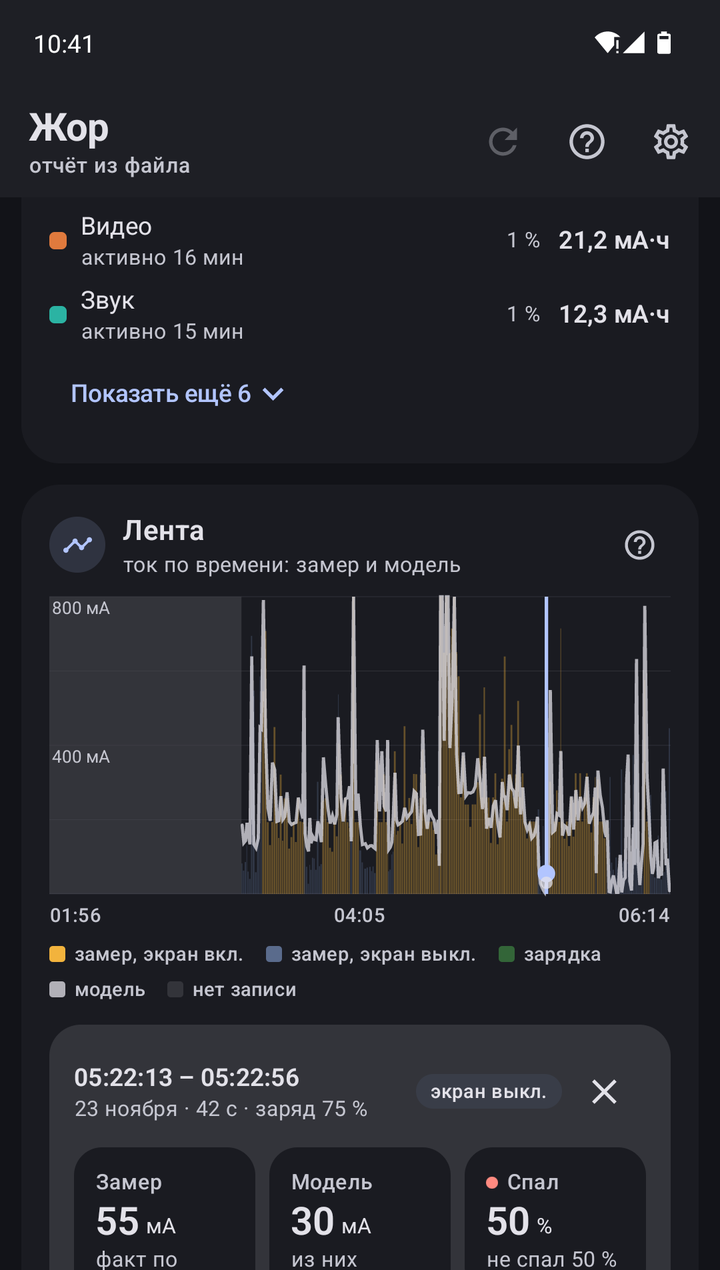 10:41
Жор
отчёт из файла
Видео
1 % 21,2 мА·ч
активно 16 мин
Звук
1 % 12,3 мА·ч
активно 15 мин
Показать ещё 6
Лента
ток по времени: замер и модель
800 мА
400 мА
01:56 04:05 06:14
замер, экран вкл. замер, экран выкл. зарядка
модель нет записи
05:22:13 – 05:22:56
экран выкл.
23 ноября · 42 с · заряд 75 %
Замер Модель Спал
55 мА 30 мА 50 %
факт по из них не спал 50 %